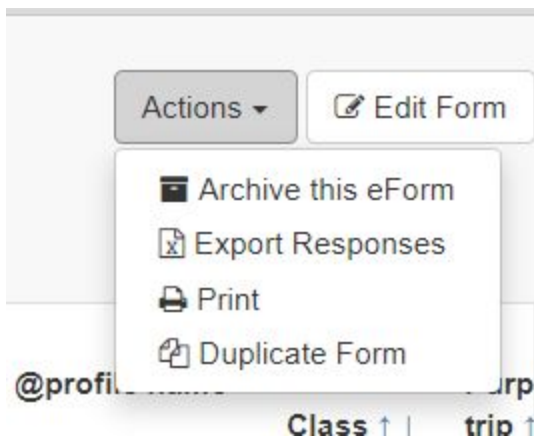 Actions Edit Form
Archive this eForm
Export Responses
Print
Duplicate Form
Class ↑ trip ↑